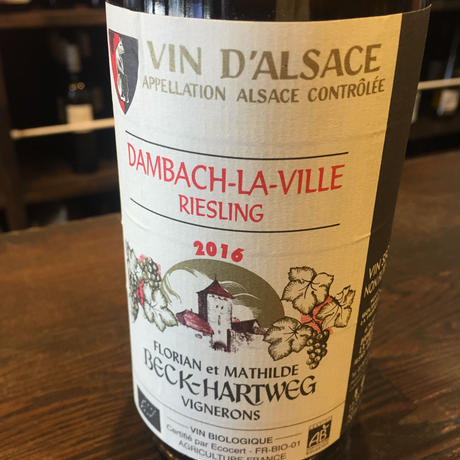 VIN D'ALSACE
APPELLATION ALSACE CONTRÔLÉE
DAMBACH-LA-VILLE
RIESLING
2016
FLORIAN et MATHILDE
BECK-HARTWEG
VIGNERONS
VIN BIOLOGIQUE
Certifié par Ecocert - FR-BIO-01
AGRICULTURE FRANCE
AB